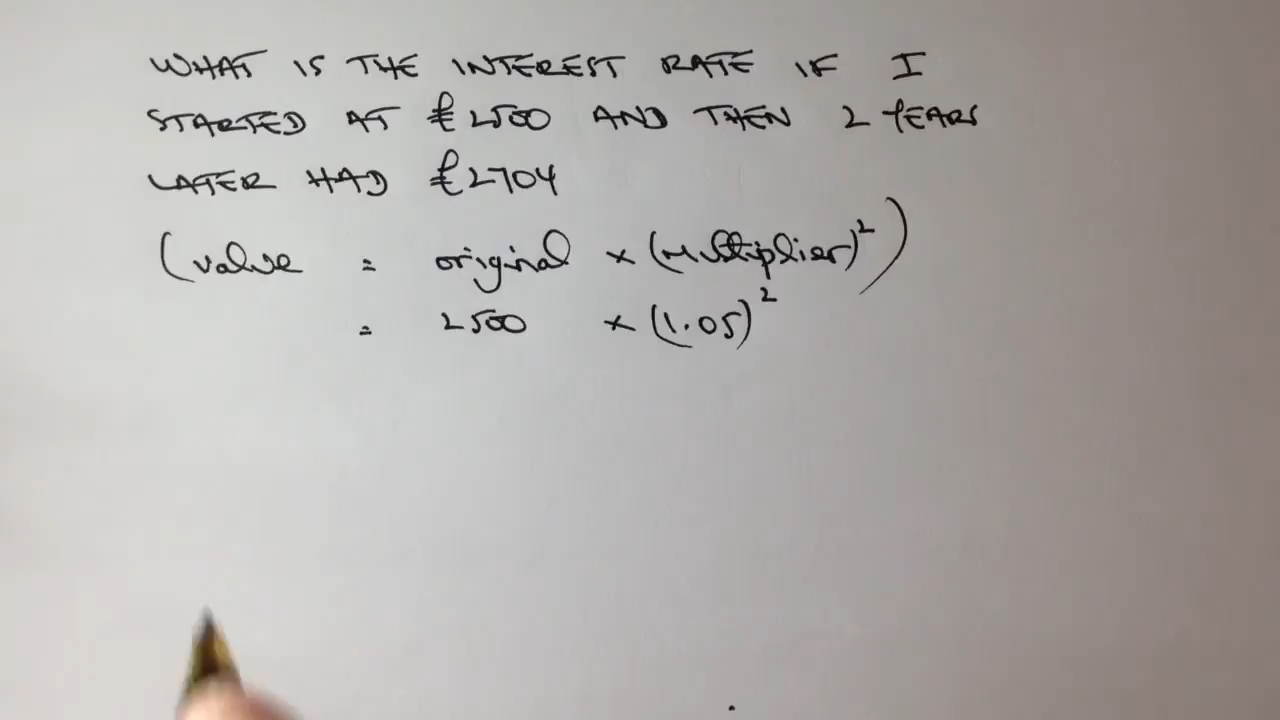 WHAT IS THE INTEREST RATE IF I
STARTED AT £2500 AND THEN 2 YEARS
LATER HAD £2704
(value = original × (Multiplier)²)
= 2500 × (1.05)²